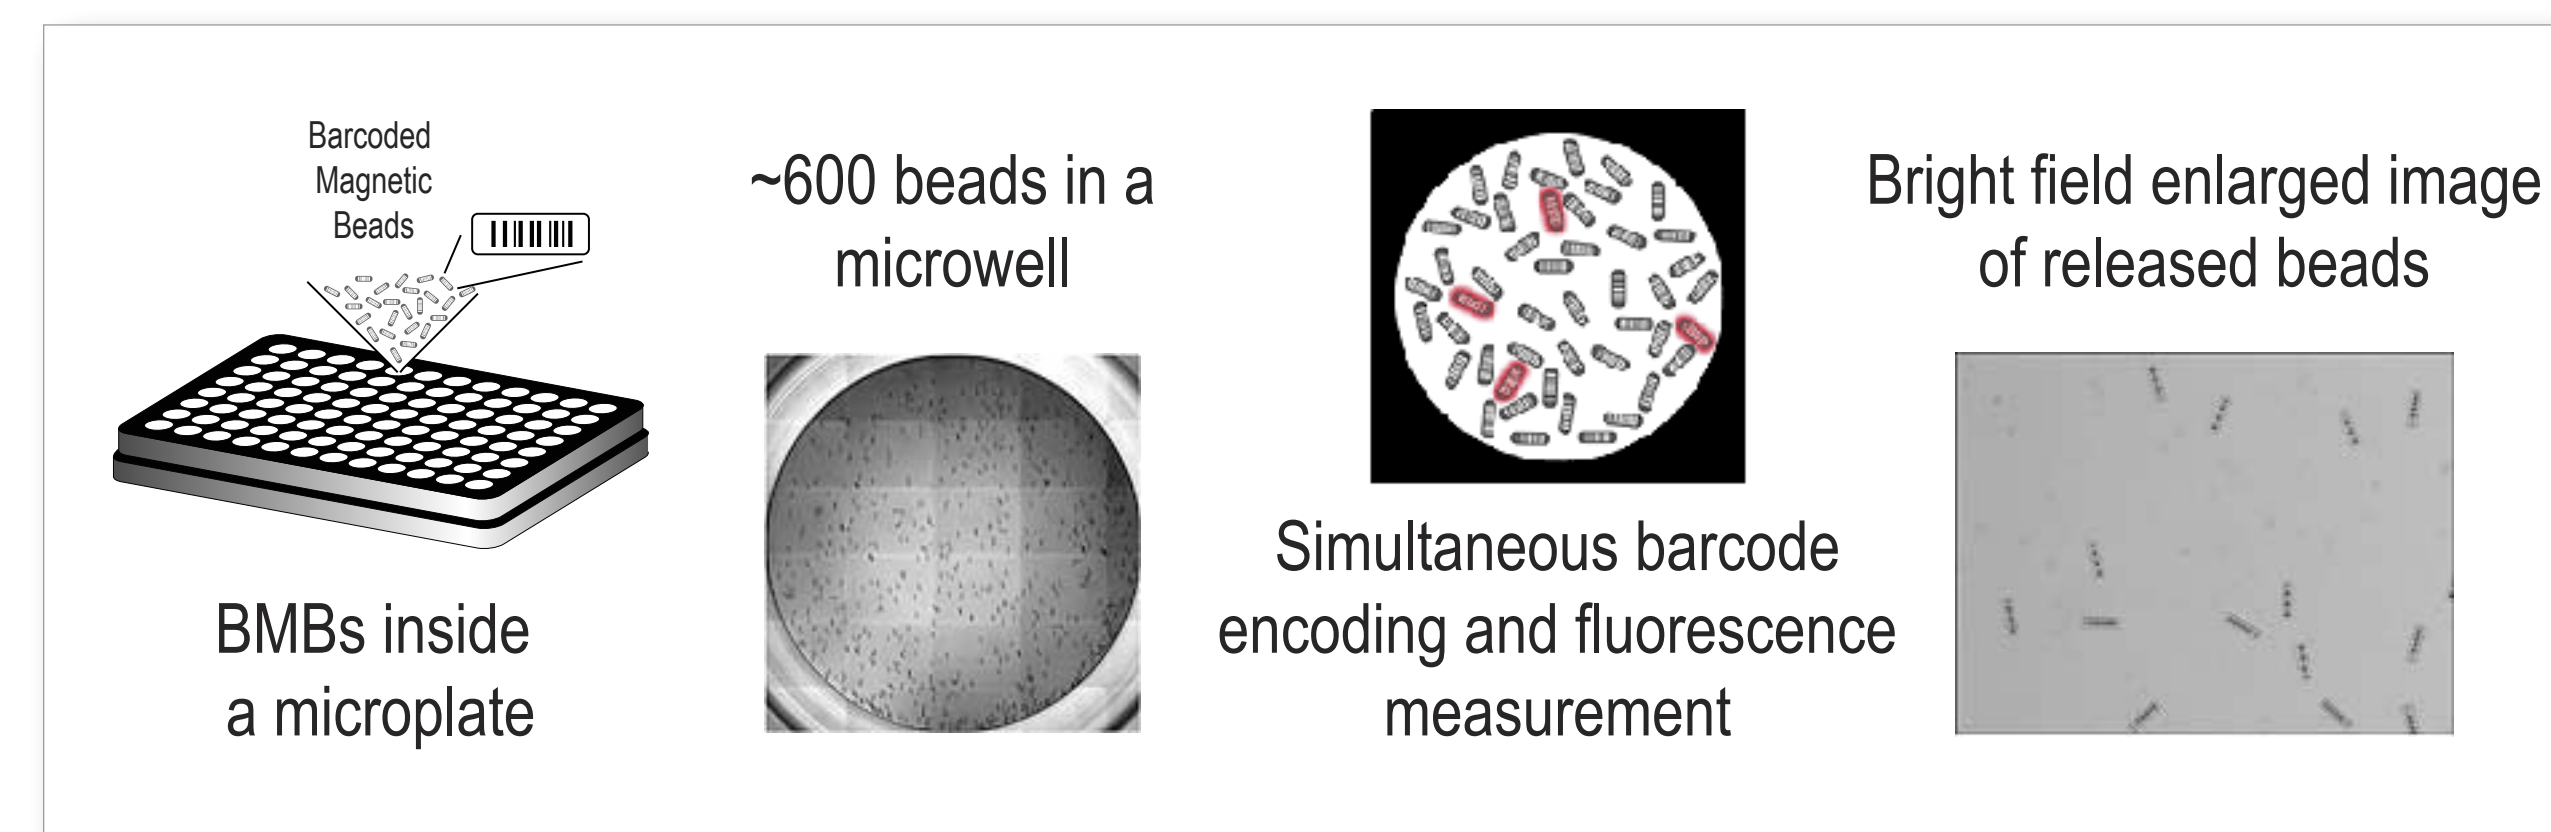 Barcoded
Magnetic
Beads
BMBs inside
a microplate
~600 beads in a
microwell
Simultaneous barcode
encoding and fluorescence
measurement
Bright field enlarged image
of released beads